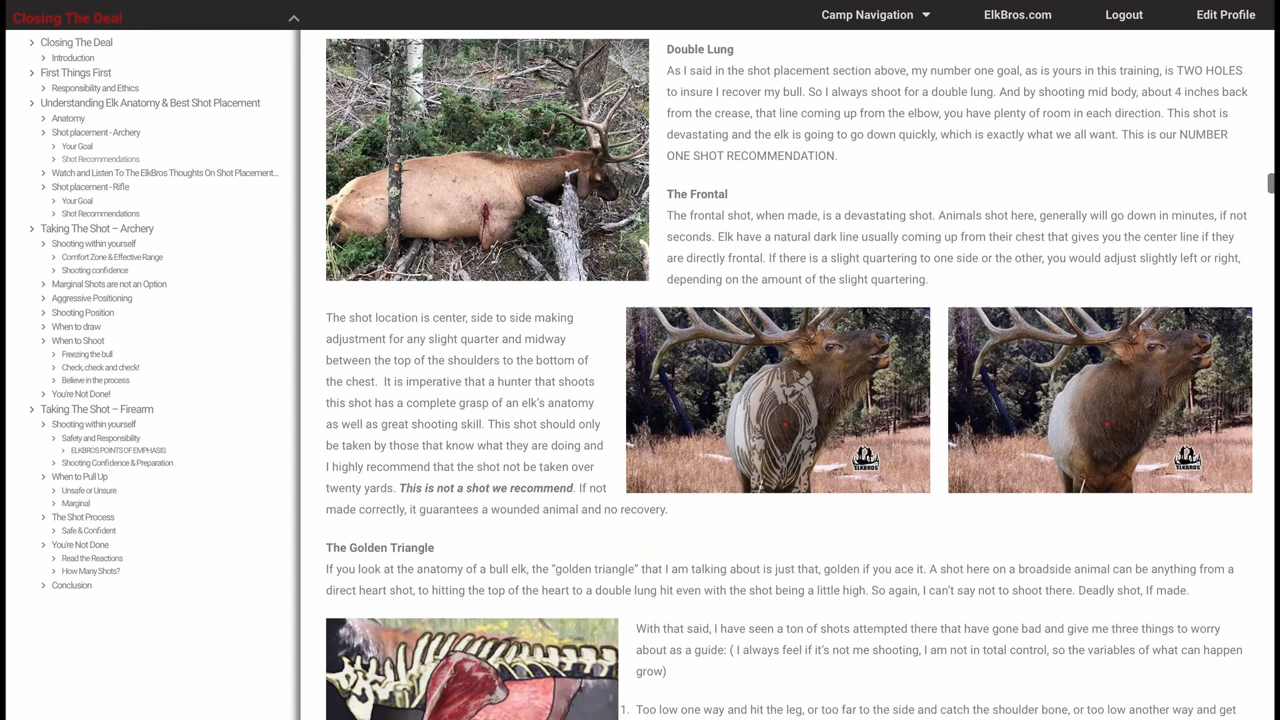 Closing The Deal
Camp Navigation
ElkBros.com
Logout
Edit Profile
Closing The Deal
Introduction
First Things First
Responsibility and Ethics
Understanding Elk Anatomy & Best Shot Placement
Anatomy
Shot placement - Archery
Your Goal
Shot Recommendations
Watch and Listen To The ElkBros Thoughts On Shot Placement...
Shot placement - Rifle
Your Goal
Shot Recommendations
Taking The Shot – Archery
Shooting within yourself
Comfort Zone & Effective Range
Shooting confidence
Marginal Shots are not an Option
Aggressive Positioning
Shooting Position
When to draw
When to Shoot
Freezing the bull
Check, check and check!
Believe in the process
You're Not Done!
Taking The Shot – Firearm
Shooting within yourself
Safety and Responsibility
ELKBROS POINTS OF EMPHASIS:
Shooting Confidence & Preparation
When to Pull Up
Unsafe or Unsure
Marginal
The Shot Process
Safe & Confident
You're Not Done
Read the Reactions
How Many Shots?
Conclusion
Double Lung
As I said in the shot placement section above, my number one goal, as is yours in this training, is TWO HOLES
to insure I recover my bull. So I always shoot for a double lung. And by shooting mid body, about 4 inches back
from the crease, that line coming up from the elbow, you have plenty of room in each direction. This shot is
devastating and the elk is going to go down quickly, which is exactly what we all want. This is our NUMBER
ONE SHOT RECOMMENDATION.
The Frontal
The frontal shot, when made, is a devastating shot. Animals shot here, generally will go down in minutes, if not
seconds. Elk have a natural dark line usually coming up from their chest that gives you the center line if they
are directly frontal. If there is a slight quartering to one side or the other, you would adjust slightly left or right,
depending on the amount of the slight quartering.
The shot location is center, side to side making
adjustment for any slight quarter and midway
between the top of the shoulders to the bottom of
the chest. It is imperative that a hunter that shoots
this shot has a complete grasp of an elk's anatomy
as well as great shooting skill. This shot should only
be taken by those that know what they are doing and
I highly recommend that the shot not be taken over
twenty yards. This is not a shot we recommend. If not
made correctly, it guarantees a wounded animal and no recovery.
ELKBROS
ELKBROS
The Golden Triangle
If you look at the anatomy of a bull elk, the “golden triangle” that I am talking about is just that, golden if you ace it. A shot here on a broadside animal can be anything from a
direct heart shot, to hitting the top of the heart to a double lung hit even with the shot being a little high. So again, I can't say not to shoot there. Deadly shot, If made.
With that said, I have seen a ton of shots attempted there that have gone bad and give me three things to worry
about as a guide: ( I always feel if it's not me shooting, I am not in total control, so the variables of what can happen
grow)
1. Too low one way and hit the leg, or too far to the side and catch the shoulder bone, or too low another way and get